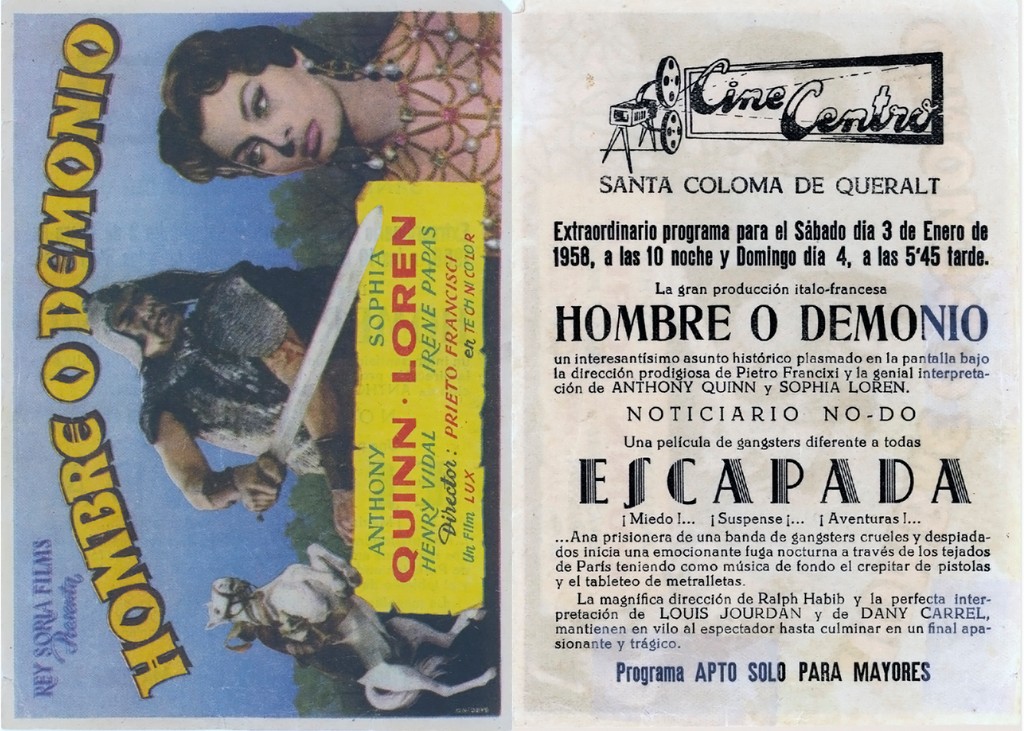 REY SORIA FILMS
Presenta
HOMBRE O DEMONIO
ANTHONY SOPHIA
QUINN · LOREN
HENRY VIDAL IRENE PAPAS
Director: PRIETO FRANCISCI
Un Film LUX en TECHNICOLOR
Cine Centro
SANTA COLOMA DE QUERALT
Extraordinario programa para el Sábado día 3 de Enero de
1958, a las 10 noche y Domingo día 4, a las 5'45 tarde.
La gran producción italo-francesa
HOMBRE O DEMONIO
un interesantísimo asunto histórico plasmado en la pantalla bajo
la dirección prodigiosa de Pietro Francixi y la genial interpreta-
ción de ANTHONY QUINN y SOPHIA LOREN.
NOTICIARIO NO-DO
Una película de gangsters diferente a todas
ESCAPADA
¡Miedo!... ¡Suspense¡... ¡Aventuras!...
...Ana prisionera de una banda de gangsters crueles y despiada-
dados inicia una emocionante fuga nocturna a través de los tejados
de París teniendo como música de fondo el crepitar de pistolas
y el tableteo de metralletas.
La magnífica dirección de Ralph Habib y la perfecta inter-
pretación de LOUIS JOURDAN y de DANY CARREL,
mantienen en vilo al espectador hasta culminar en un final apa-
sionante y trágico.
Programa APTO SOLO PARA MAYORES